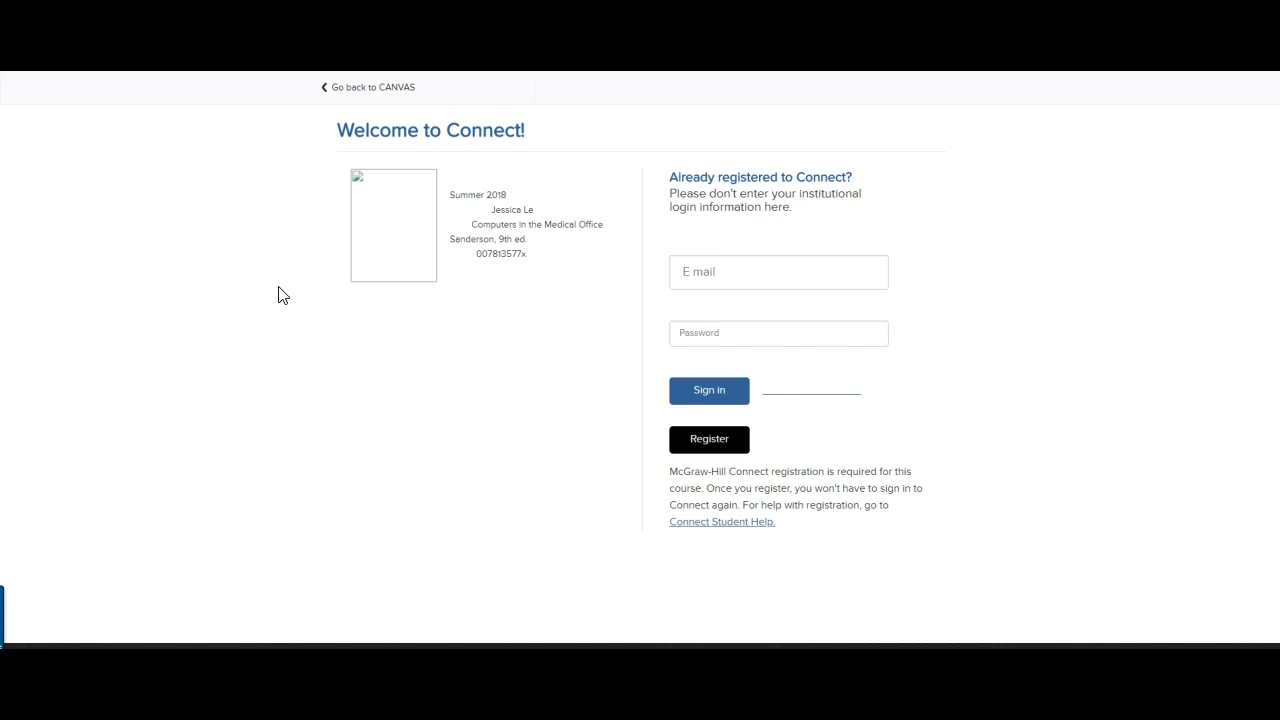 Go back to CANVAS
Welcome to Connect!
Summer 2018
Jessica Le
Computers in the Medical Office
Sanderson, 9th ed.
007813577x
Already registered to Connect?
Please don't enter your institutional
login information here.
E mail
Password
Sign in
Register
McGraw-Hill Connect registration is required for this
course. Once you register, you won't have to sign in to
Connect again. For help with registration, go to
Connect Student Help.